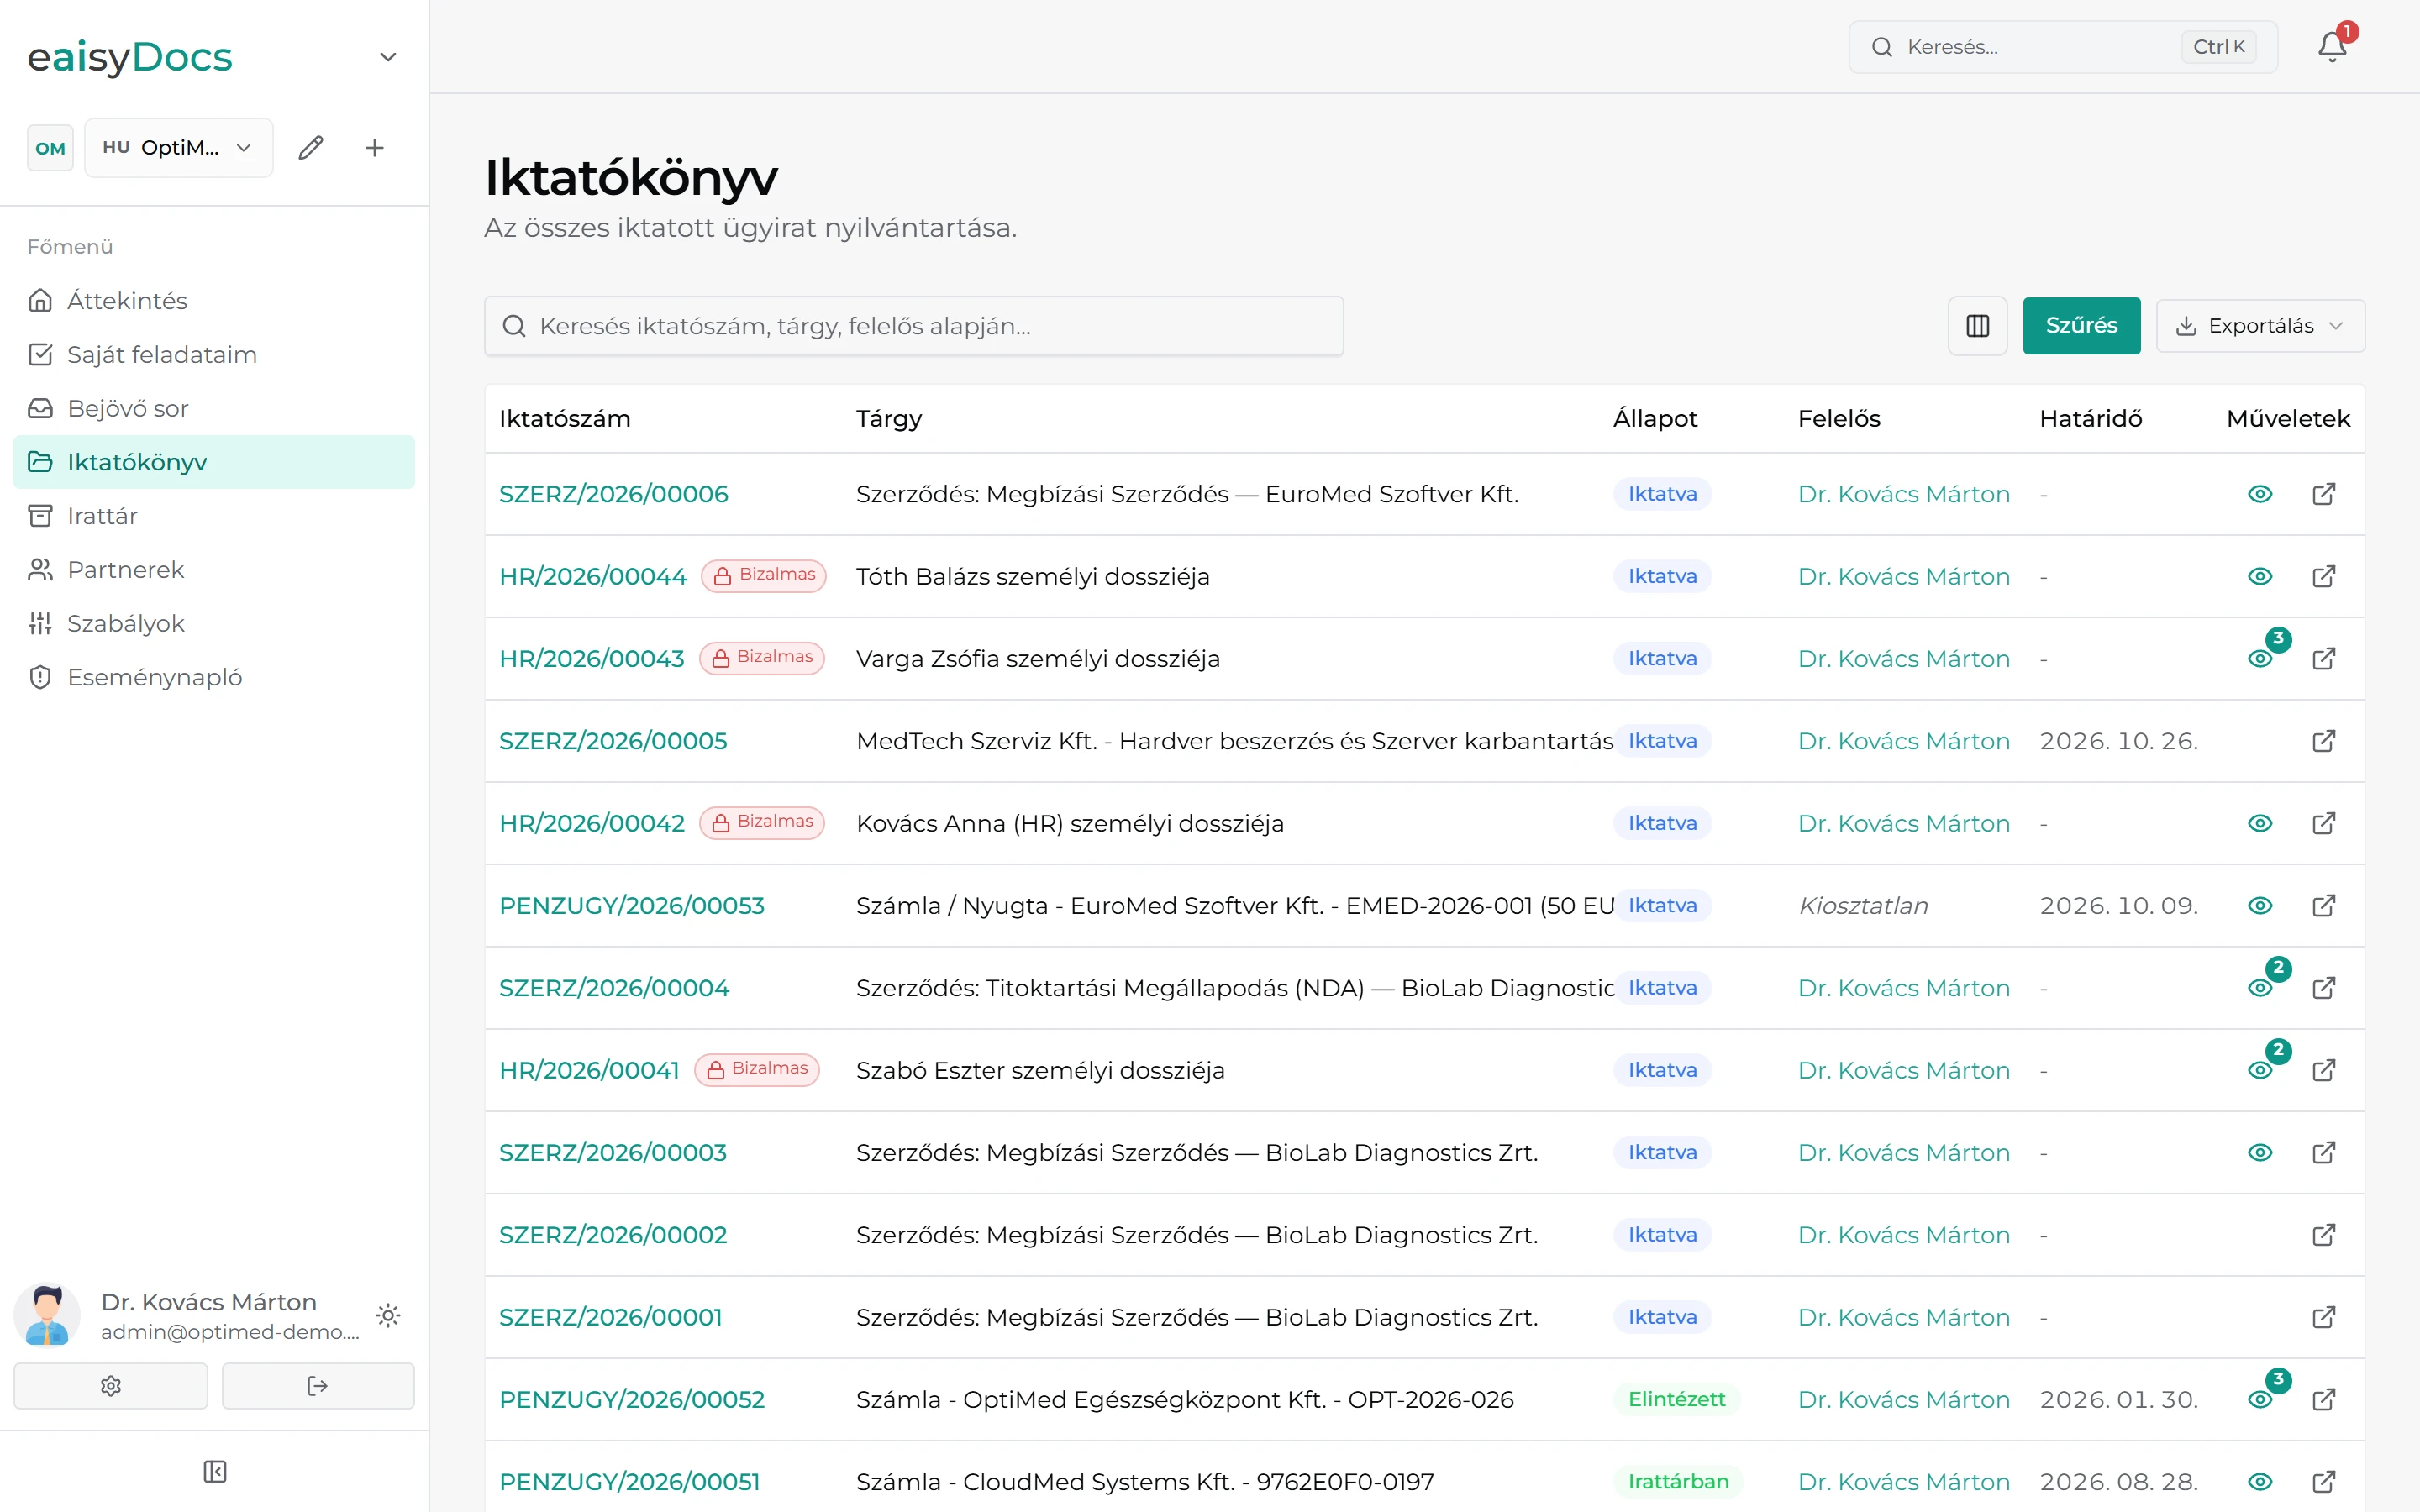 eaisyDocs
OM
HU OptiM...
Főmenü
Áttekintés
Saját feladataim
Bejövő sor
Iktatókönyv
Irattár
Partnerek
Szabályok
Eseménynapló
Dr. Kovács Márton
admin@optimed-demo....
Keresés... Ctrl K
1
Iktatókönyv
Az összes iktatott ügyirat nyilvántartása.
Keresés iktatószám, tárgy, felelős alapján...
Szűrés
Exportálás
Iktatószám Tárgy Állapot Felelős Határidő Műveletek
SZERZ/2026/00006 Szerződés: Megbízási Szerződés — EuroMed Szoftver Kft. Iktatva Dr. Kovács Márton -
HR/2026/00044 Bizalmas Tóth Balázs személyi dossziéja Iktatva Dr. Kovács Márton -
HR/2026/00043 Bizalmas Varga Zsófia személyi dossziéja Iktatva Dr. Kovács Márton - 3
SZERZ/2026/00005 MedTech Szerviz Kft. - Hardver beszerzés és Szerver karbantartás Iktatva Dr. Kovács Márton 2026. 10. 26.
HR/2026/00042 Bizalmas Kovács Anna (HR) személyi dossziéja Iktatva Dr. Kovács Márton -
PENZUGY/2026/00053 Számla / Nyugta - EuroMed Szoftver Kft. - EMED-2026-001 (50 EU Iktatva Kiosztatlan 2026. 10. 09.
SZERZ/2026/00004 Szerződés: Titoktartási Megállapodás (NDA) — BioLab Diagnostic Iktatva Dr. Kovács Márton - 2
HR/2026/00041 Bizalmas Szabó Eszter személyi dossziéja Iktatva Dr. Kovács Márton - 2
SZERZ/2026/00003 Szerződés: Megbízási Szerződés — BioLab Diagnostics Zrt. Iktatva Dr. Kovács Márton -
SZERZ/2026/00002 Szerződés: Megbízási Szerződés — BioLab Diagnostics Zrt. Iktatva Dr. Kovács Márton -
SZERZ/2026/00001 Szerződés: Megbízási Szerződés — BioLab Diagnostics Zrt. Iktatva Dr. Kovács Márton -
PENZUGY/2026/00052 Számla - OptiMed Egészségközpont Kft. - OPT-2026-026 Elintézett Dr. Kovács Márton 2026. 01. 30. 3
PENZUGY/2026/00051 Számla - CloudMed Systems Kft. - 9762E0F0-0197 Irattárban Dr. Kovács Márton 2026. 08. 28.